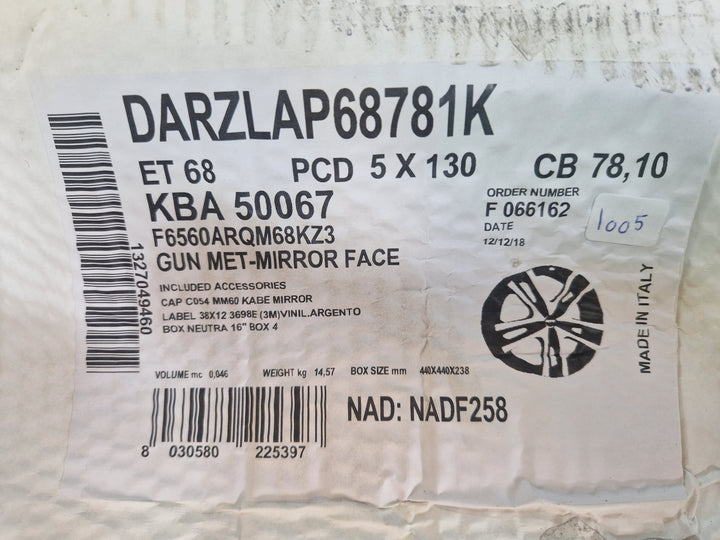 DARZLAP68781K
ET 68 PCD 5 X 130 CB 78,10
KBA 50067
ORDER NUMBER
F 066162
1005
F6560ARQM68KZ3
DATE
12/12/18
GUN MET-MIRROR FACE
1327049460
INCLUDED ACCESSORIES
CAP C054 MM60 KABE MIRROR
LABEL 38X12 3698E (3M)VINIL.ARGENTO
BOX NEUTRA 16" BOX 4
MADE IN ITALY
VOLUME mc 0,046 WEIGHT kg 14,57 BOX SIZE mm 440X440X238
NAD: NADF258
8 030580 225397